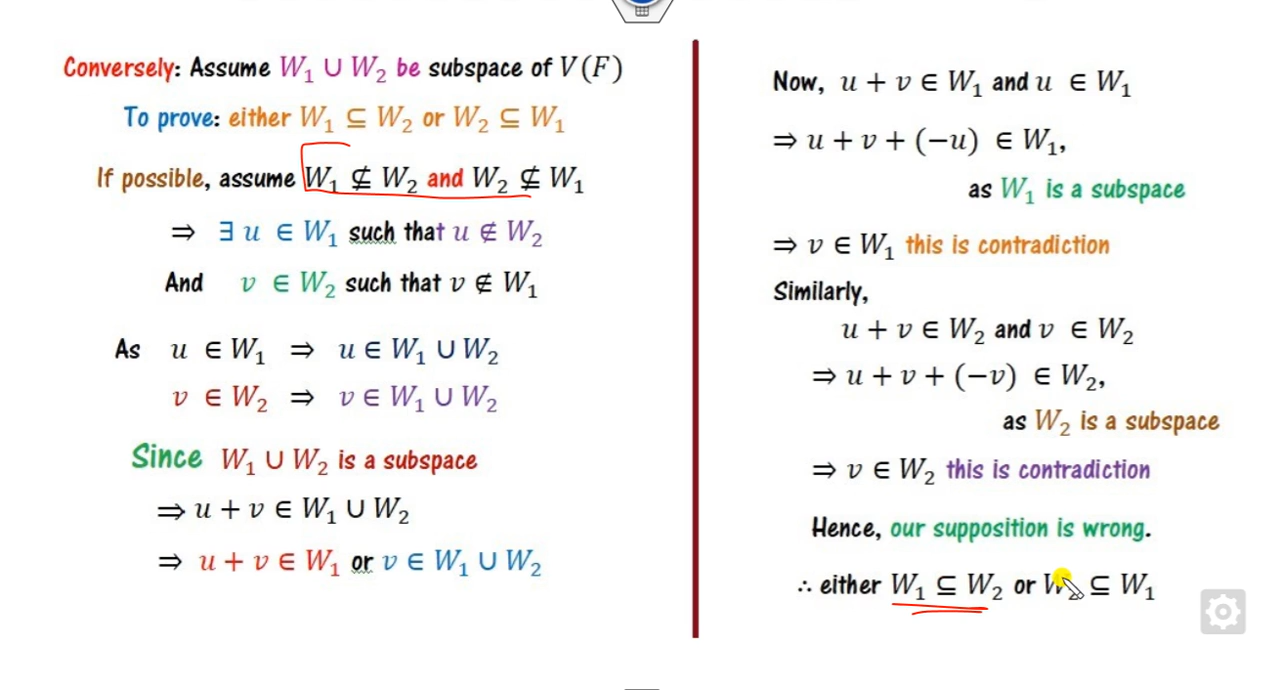 Conversely: Assume W₁ ∪ W₂ be subspace of V(F)
To prove: either W₁ ⊆ W₂ or W₂ ⊆ W₁
If possible, assume W₁ ⊈ W₂ and W₂ ⊈ W₁
⇒ ∃ u ∈ W₁ such that u ∉ W₂
And v ∈ W₂ such that v ∉ W₁
As u ∈ W₁ ⇒ u ∈ W₁ ∪ W₂
v ∈ W₂ ⇒ v ∈ W₁ ∪ W₂
Since W₁ ∪ W₂ is a subspace
⇒ u + v ∈ W₁ ∪ W₂
⇒ u + v ∈ W₁ or v ∈ W₁ ∪ W₂
Now, u + v ∈ W₁ and u ∈ W₁
⇒ u + v + (−u) ∈ W₁,
as W₁ is a subspace
⇒ v ∈ W₁ this is contradiction
Similarly,
u + v ∈ W₂ and v ∈ W₂
⇒ u + v + (−v) ∈ W₂,
as W₂ is a subspace
⇒ v ∈ W₂ this is contradiction
Hence, our supposition is wrong.
∴ either W₁ ⊆ W₂ or W₂ ⊆ W₁